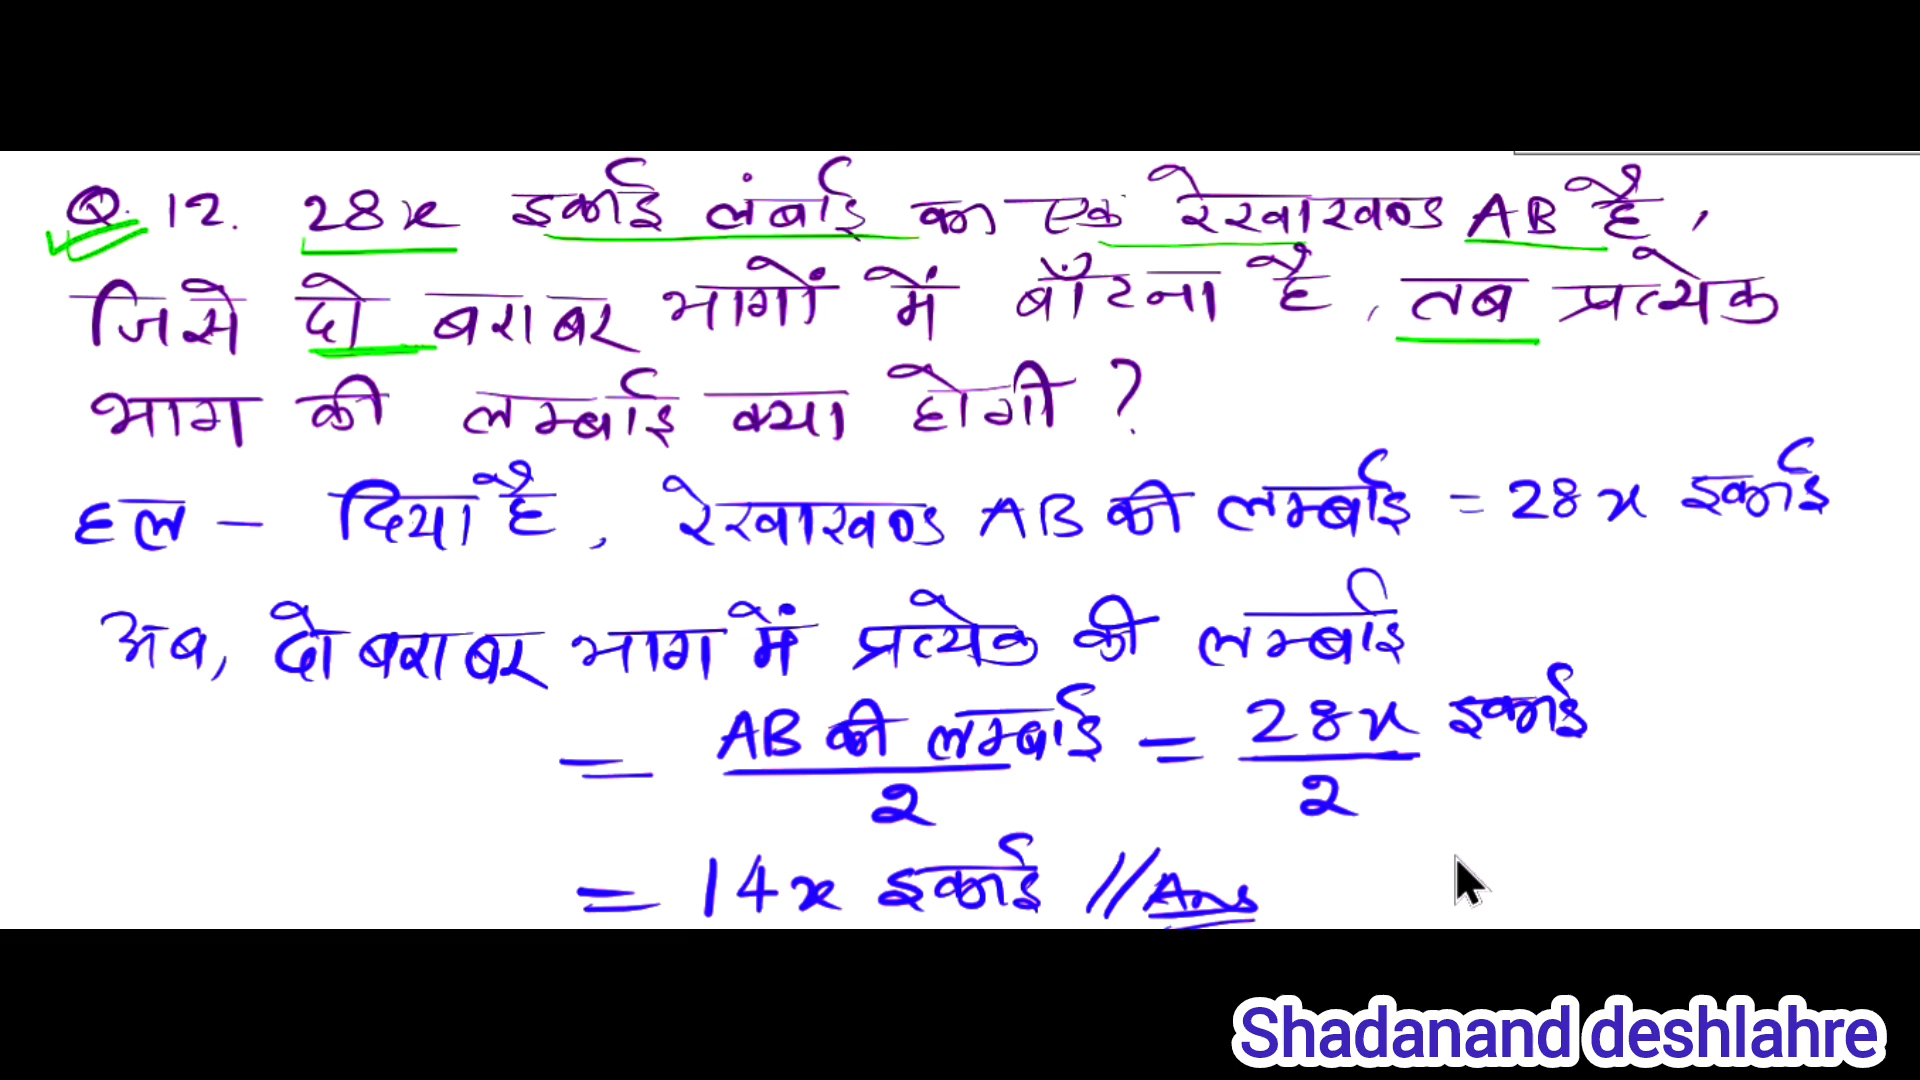 Q. 12. 28x इकाई लंबाई का एक रेखाखण्ड AB है,
जिसे दो बराबर भागों में बाँटना है, तब प्रत्येक
भाग की लम्बाई क्या होगी ?
हल - दिया है, रेखाखण्ड AB की लम्बाई = 28x इकाई
अब, दो बराबर भाग में प्रत्येक की लम्बाई
= AB की लम्बाई / 2 = 28x / 2 इकाई
= 14x इकाई // Ans
Shadanand deshlahre